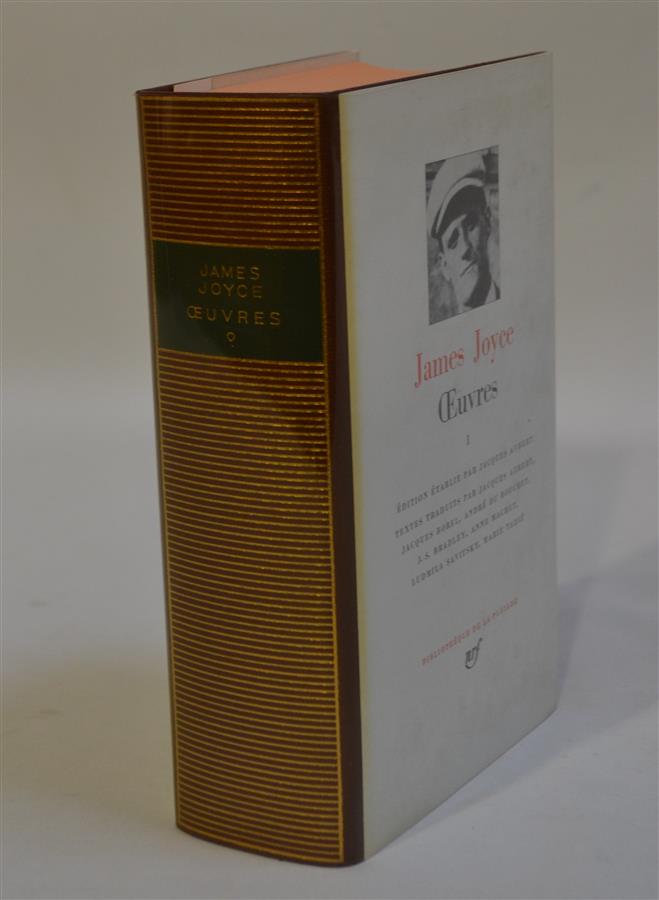 JAMES
JOYCE
ŒUVRES
James Joyce
Œuvres
I
ÉDITION ÉTABLIE PAR JACQUES AUBERT
TEXTES TRADUITS PAR JACQUES AUBERT,
JACQUES BOREL, ANDRÉ DU BOUCHET,
J.-S. BRADLEY, ANNE MACHET,
LUDMILA SAVITSKY, MARIE TADIÉ
BIBLIOTHÈQUE DE LA PLÉIADE
nrf